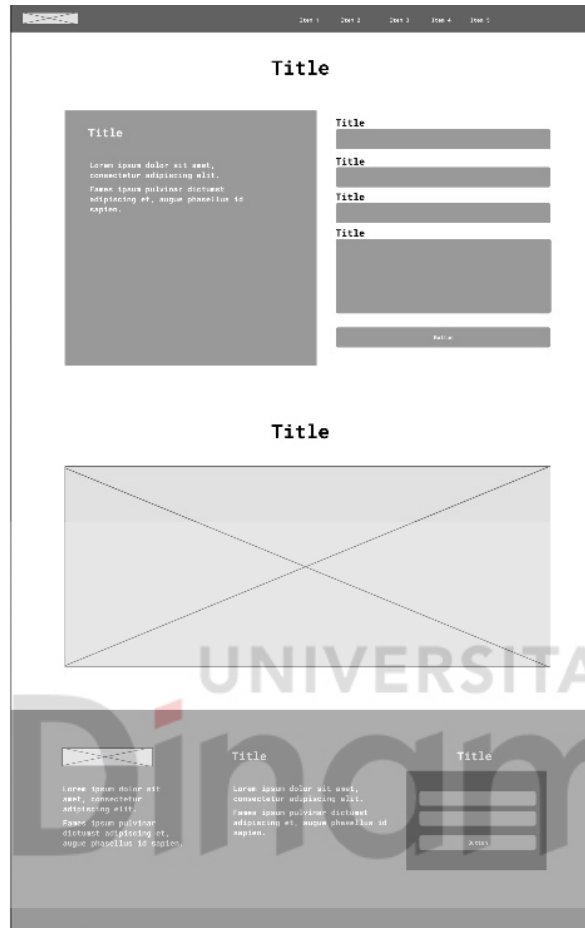 Item 1 Item 2 Item 3 Item 4 Item 5
Title
Title
Lorem ipsum dolor sit amet,
consectetur adipiscing elit.
Fames ipsum pulvinar dictumst
adipiscing et, augue phasellus id
sapien.
Title
Title
Title
Title
Button
Title
UNIVERSITA
Dinam
Lorem ipsum dolor sit
amet, consectetur
adipiscing elit.
Fames ipsum pulvinar
dictumst adipiscing et,
augue phasellus id sapien.
Title
Lorem ipsum dolor sit amet,
consectetur adipiscing elit.
Fames ipsum pulvinar dictumst
adipiscing et, augue phasellus id
sapien.
Title
Button